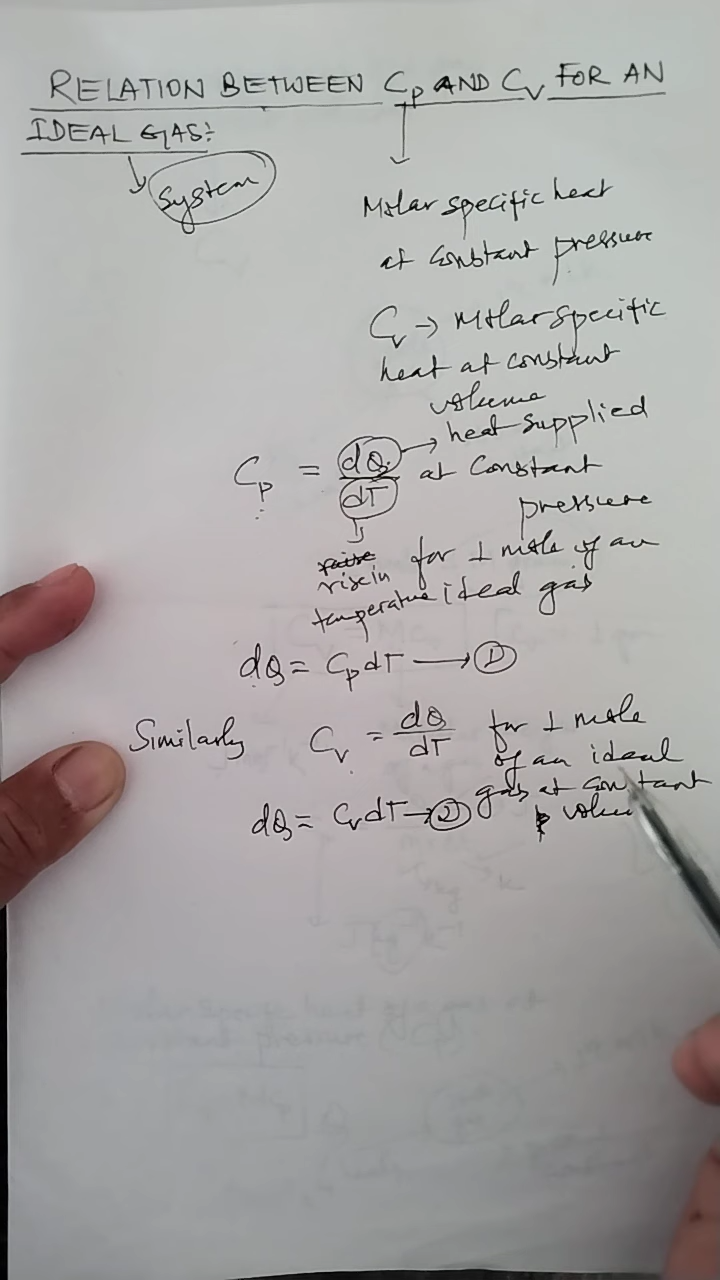 RELATION BETWEEN Cp AND Cv FOR AN
IDEAL GAS:
System
Molar specific heat
at constant pressure
Cv → Molar specific
heat at constant
volume
Cp = dQ/dT → heat supplied
at constant
pressure
for 1 mole of an
ideal gas
rise in
temperature
dQ = CpdT → ①
Similarly Cv = dQ/dT for 1 mole
of an ideal
gas at constant
dQ = CvdT → ②